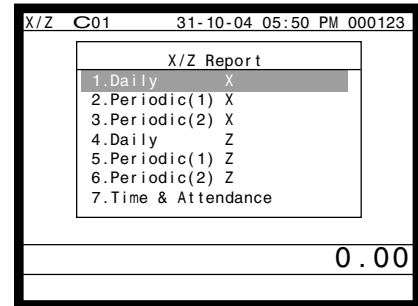 X/Z C01 31-10-04 05:50 PM 000123
X/Z Report
1.Daily X
2.Periodic(1) X
3.Periodic(2) X
4.Daily Z
5.Periodic(1) Z
6.Periodic(2) Z
7.Time & Attendance
0.00